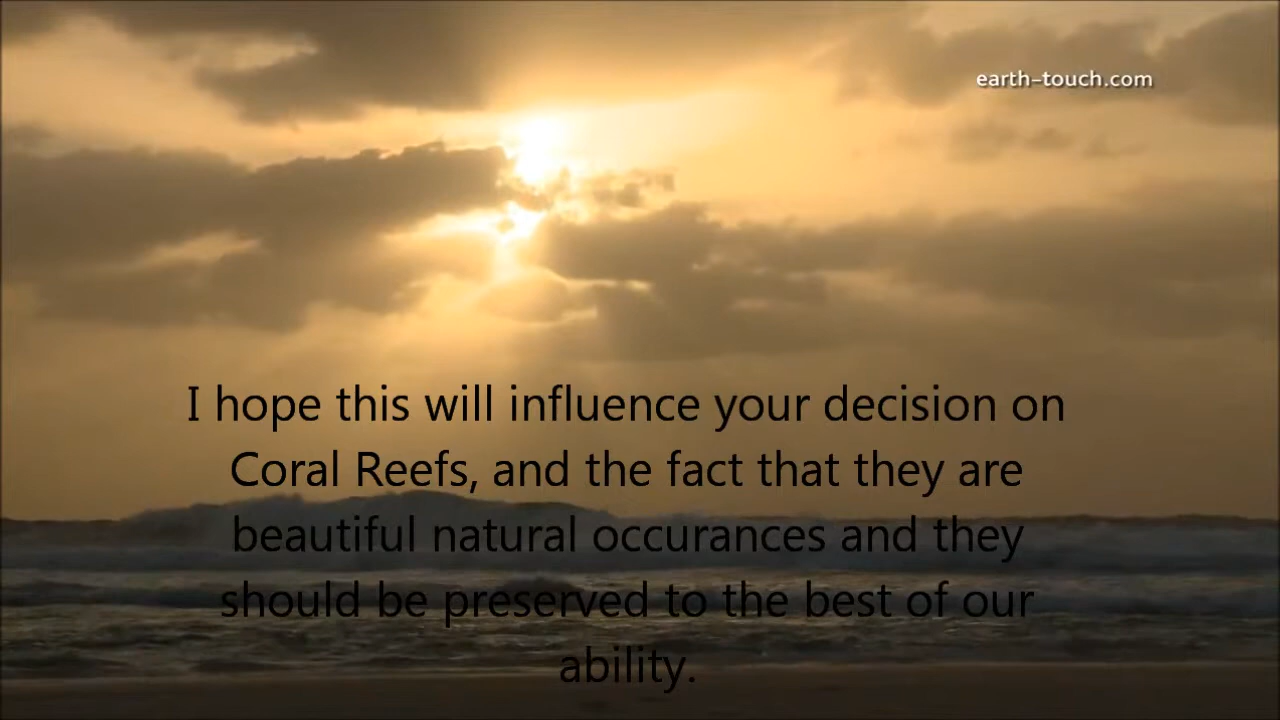 earth-touch.com
I hope this will influence your decision on
Coral Reefs, and the fact that they are
beautiful natural occurances and they
should be preserved to the best of our
ability.